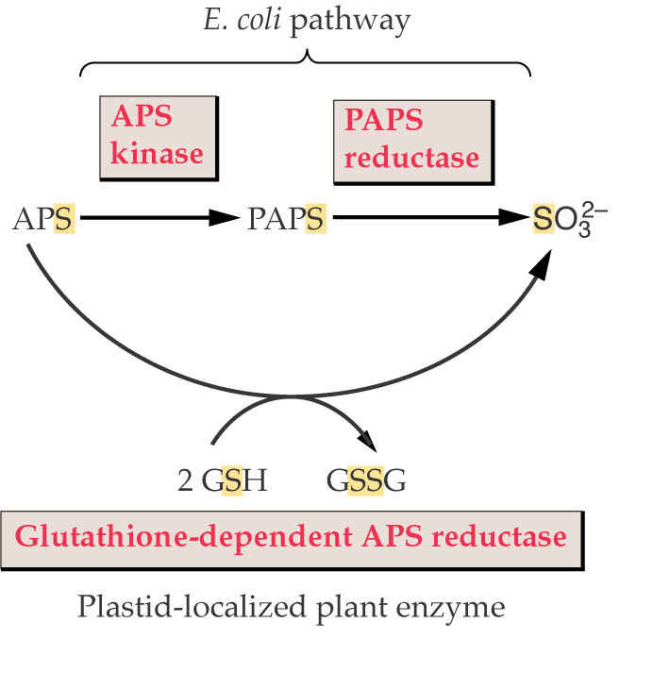 E. coli pathway
APS
kinase
PAPS
reductase
APS PAPS SO₃²⁻
2 GSH GSSG
Glutathione-dependent APS reductase
Plastid-localized plant enzyme